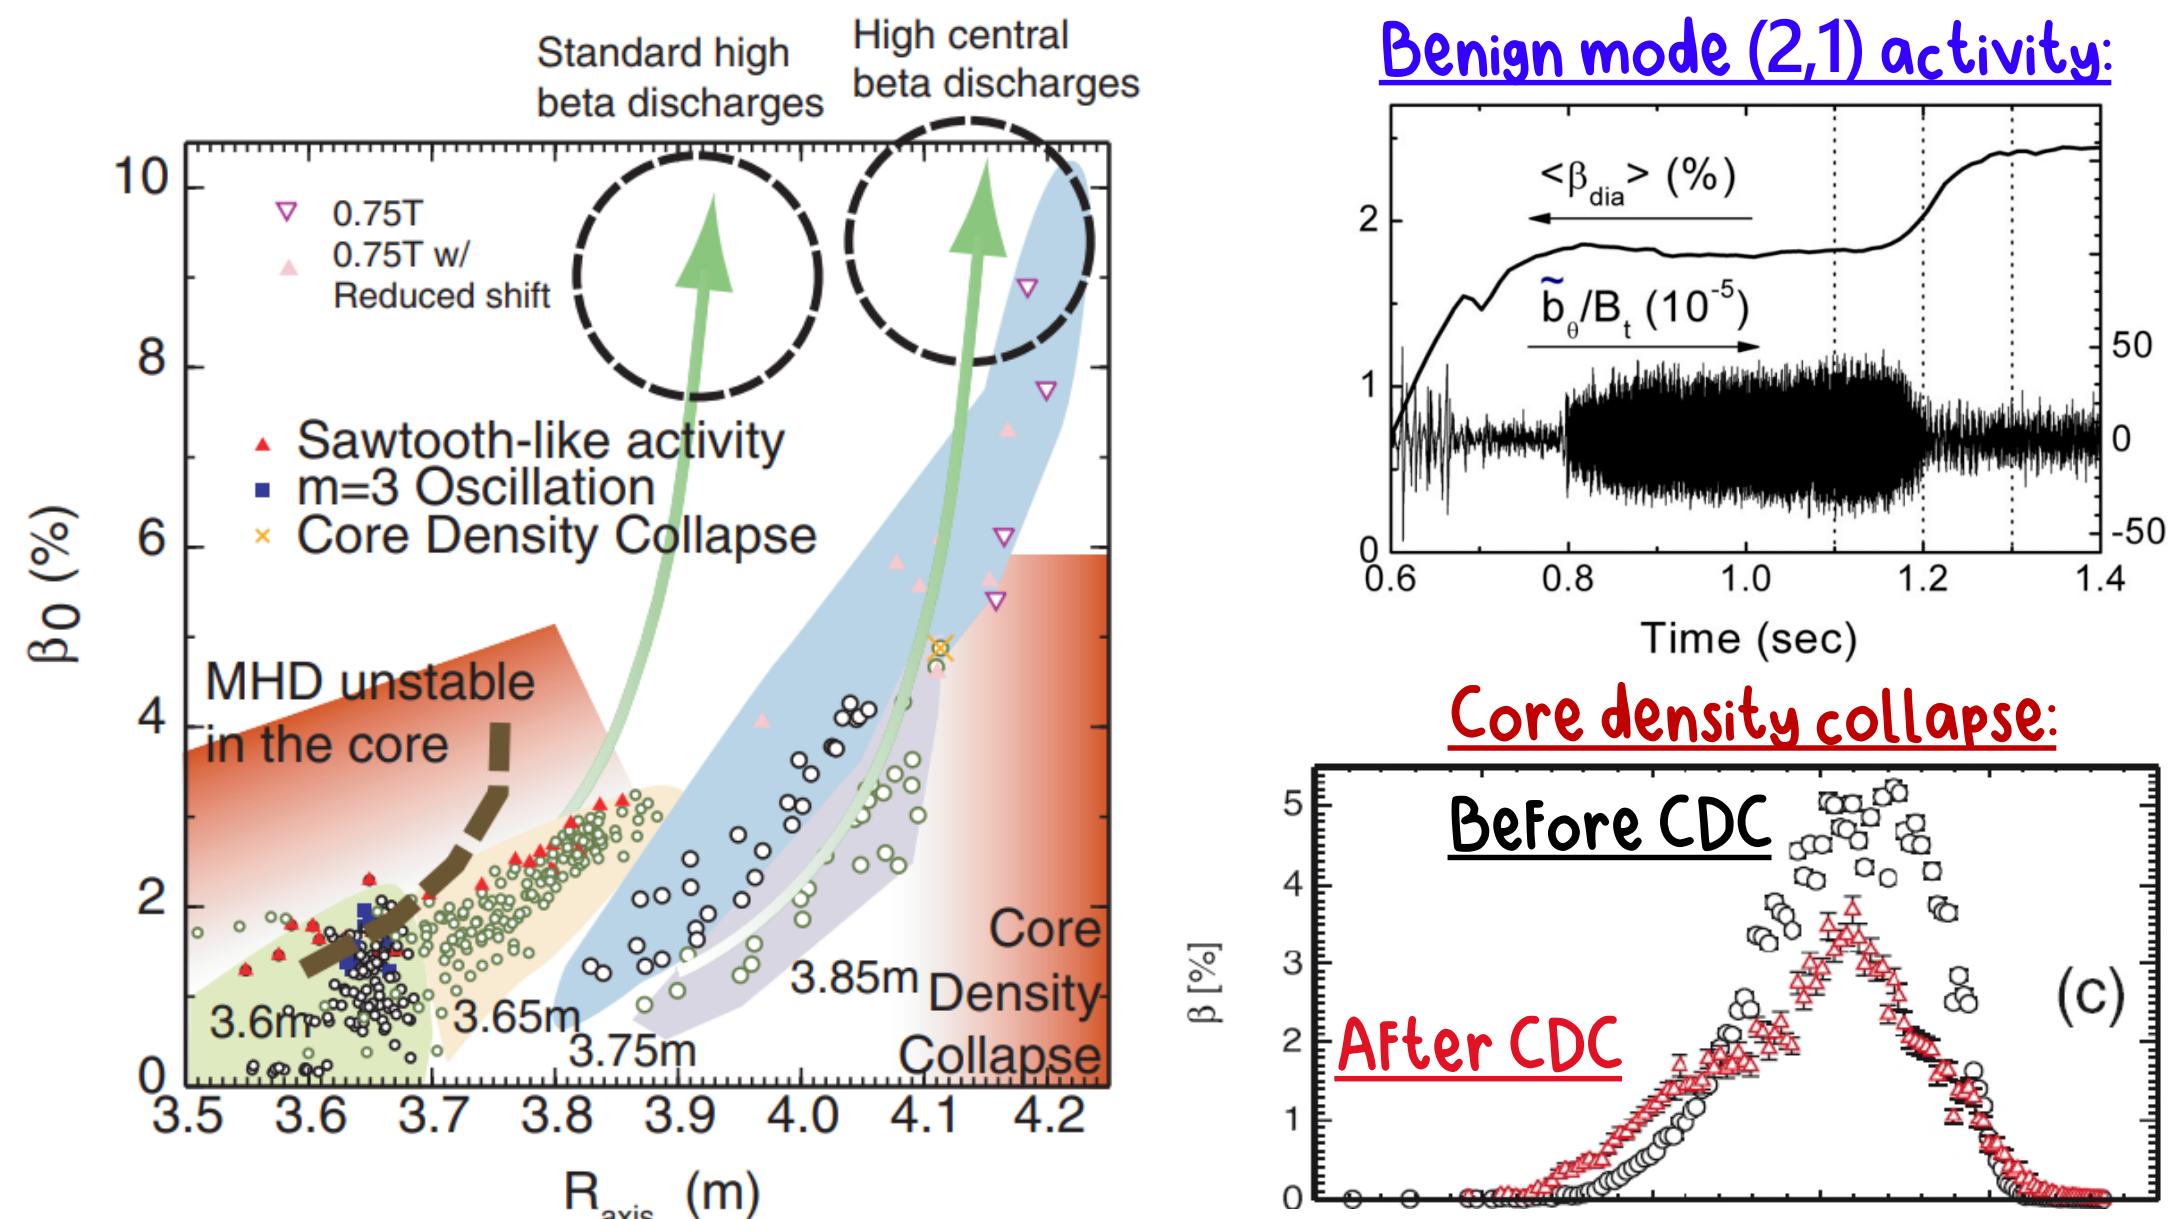 Standard high
beta discharges
High central
beta discharges
10
8
6
4
2
0
β0 (%)
0.75T
0.75T w/
Reduced shift
Sawtooth-like activity
m=3 Oscillation
Core Density Collapse
MHD unstable
in the core
3.6m
3.65m
3.75m
3.85m
Core
Density
Collapse
3.5 3.6 3.7 3.8 3.9 4.0 4.1 4.2
R_axis (m)
Benign mode (2,1) activity:
<β_dia> (%)
b̃_θ/B_t (10^-5)
2
1
0
50
0
-50
0.6 0.8 1.0 1.2 1.4
Time (sec)
Core density collapse:
Before CDC
After CDC
(c)
β [%]
5
4
3
2
1
0